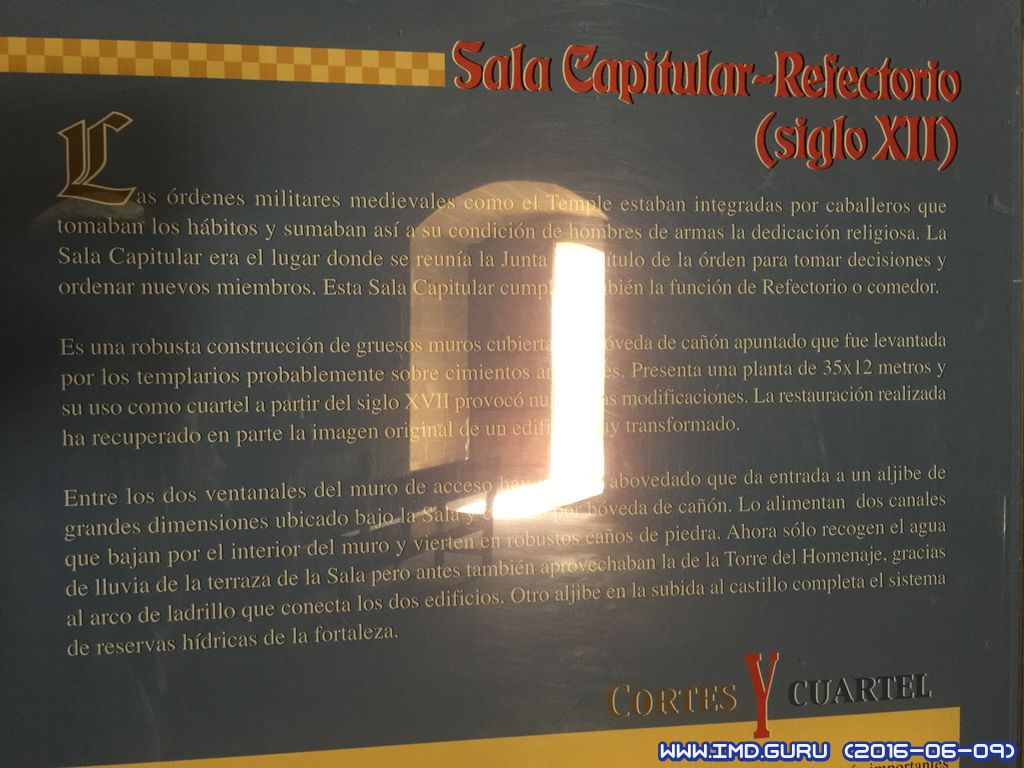 Sala Capitular-Refectorio
(siglo XII)
Las órdenes militares medievales como el Temple estaban integradas por caballeros que
tomaban los hábitos y sumaban así a su condición de hombres de armas la dedicación religiosa. La
Sala Capitular era el lugar donde se reunía la Junta de la órden para tomar decisiones y
ordenar nuevos miembros. Esta Sala Capitular la función de Refectorio o comedor.
Es una robusta construcción de gruesos muros de cañón apuntado que fue levantada
por los templarios probablemente sobre cimientos Presenta una planta de 35x12 metros y
su uso como cuartel a partir del siglo XVII provocó modificaciones. La restauración realizada
ha recuperado en parte la imagen original de un transformado.
Entre los dos ventanales del muro de acceso abovedado que da entrada a un aljibe de
grandes dimensiones ubicado bajo la Sala y por bóveda de cañón. Lo alimentan dos canales
que bajan por el interior del muro y vierten en robustos caños de piedra. Ahora sólo recogen el agua
de lluvia de la terraza de la Sala pero antes también aprovechaban la de la Torre del Homenaje, gracias
al arco de ladrillo que conecta los dos edificios. Otro aljibe en la subida al castillo completa el sistema
de reservas hídricas de la fortaleza.
CORTES Y CUARTEL
importantes
WWW.IMD.GURU (2016-06-09)